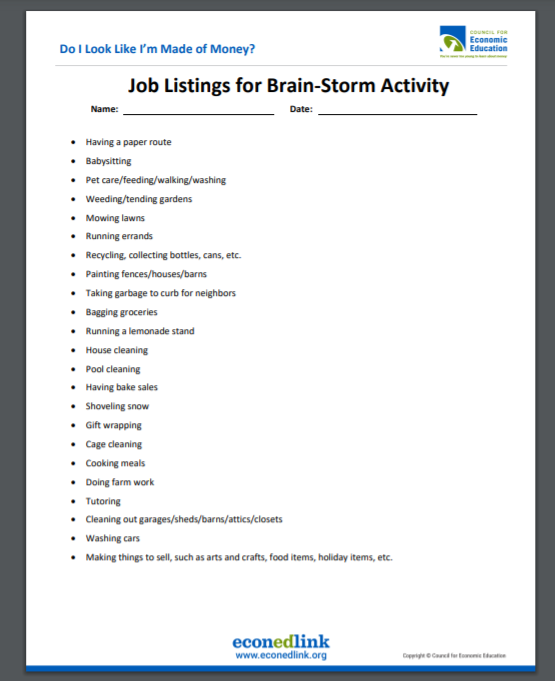 Do I Look Like I'm Made of Money?
COUNCIL FOR
Economic
Education
Job Listings for Brain-Storm Activity
Name: Date:
• Having a paper route
• Babysitting
• Pet care/feeding/walking/washing
• Weeding/tending gardens
• Mowing lawns
• Running errands
• Recycling, collecting bottles, cans, etc.
• Painting fences/houses/barns
• Taking garbage to curb for neighbors
• Bagging groceries
• Running a lemonade stand
• House cleaning
• Pool cleaning
• Having bake sales
• Shoveling snow
• Gift wrapping
• Cage cleaning
• Cooking meals
• Doing farm work
• Tutoring
• Cleaning out garages/sheds/barns/attics/closets
• Washing cars
• Making things to sell, such as arts and crafts, food items, holiday items, etc.
econedlink
www.econedlink.org
Copyright © Council for Economic Education